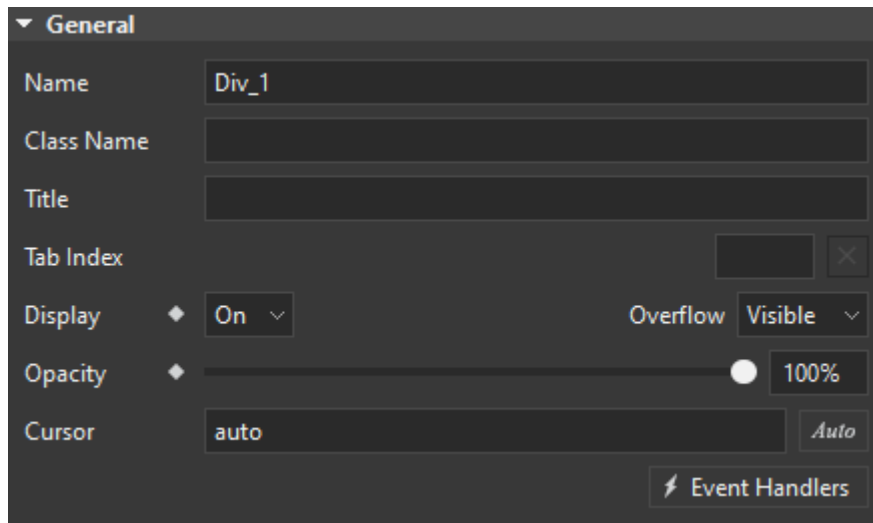 General
Name Div_1
Class Name
Title
Tab Index
Display On Overflow Visible
Opacity 100%
Cursor auto Auto
Event Handlers